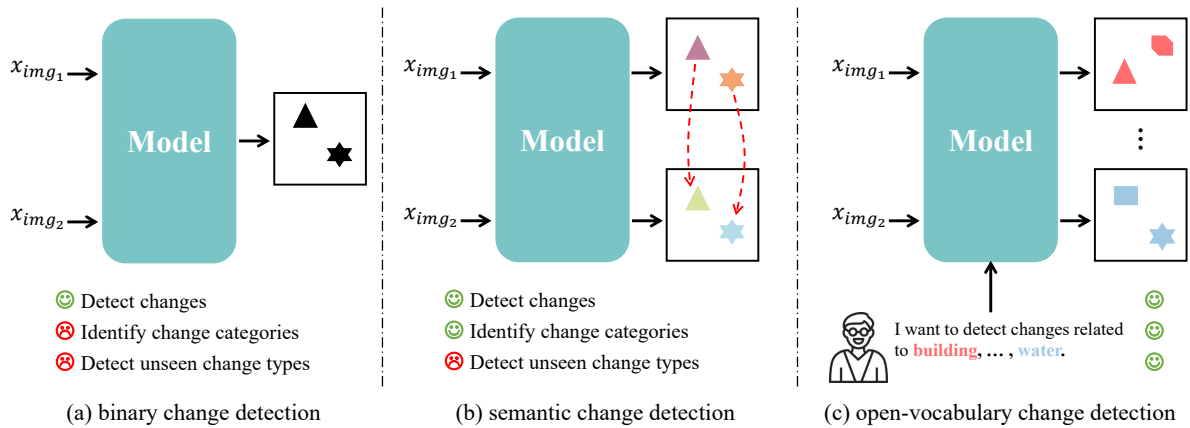 x_{img_1}
x_{img_2}
Model
Detect changes
Identify change categories
Detect unseen change types
(a) binary change detection
x_{img_1}
x_{img_2}
Model
Detect changes
Identify change categories
Detect unseen change types
(b) semantic change detection
x_{img_1}
x_{img_2}
Model
⋮
I want to detect changes related
to building, ... , water.
(c) open-vocabulary change detection